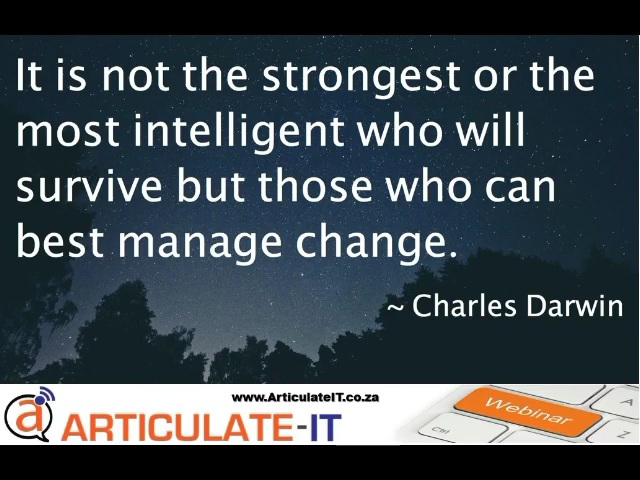 It is not the strongest or the
most intelligent who will
survive but those who can
best manage change.
~ Charles Darwin
www.ArticulateIT.co.za
a
ARTICULATE-IT
Webinar
Ctrl
A
Z